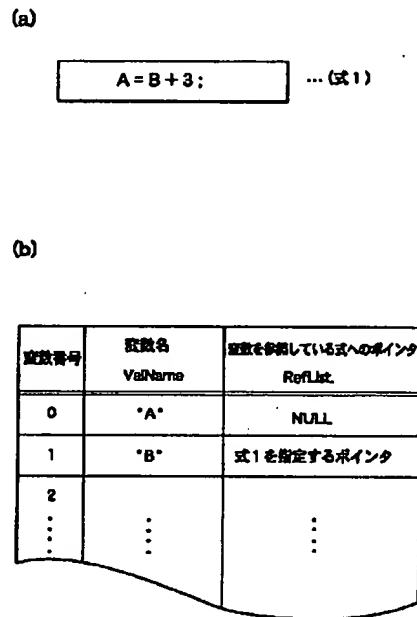 (a)
A = B + 3 ; … (式1)
(b)
変数番号 変数名 ValName 変数を参照している式へのポインタ RefList.
0 "A" NULL
1 "B" 式1を指定するポインタ
2